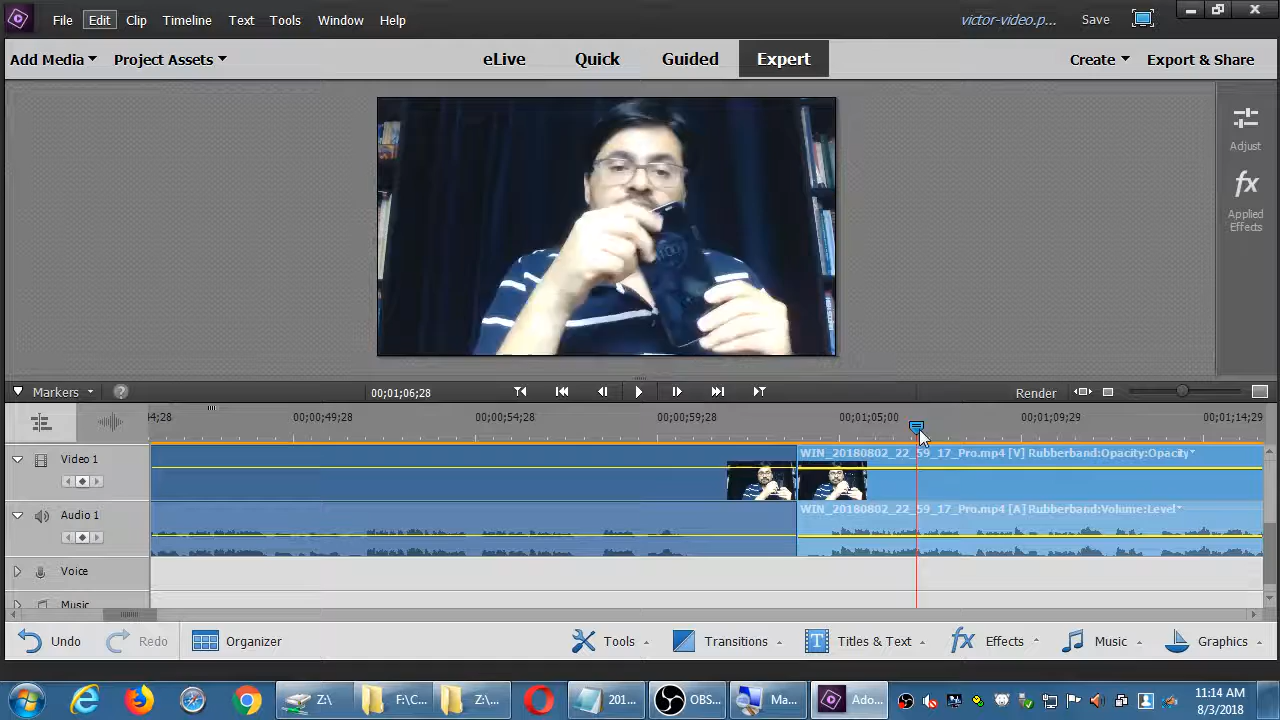 File Edit Clip Timeline Text Tools Window Help victor-video.p... Save
Add Media Project Assets eLive Quick Guided Expert Create Export & Share
Adjust
fx
Applied
Effects
Markers ? 00;01;06;28 Render
00;00;49;28 00;00;54;28 00;00;59;28 00;01;05;00 00;01;09;29 00;01;14;29
Video 1 WIN_20180802_22_59_17_Pro.mp4 [V] Rubberband:Opacity:Opacity
Audio 1 WIN_20180802_22_59_17_Pro.mp4 [A] Rubberband:Volume:Level
Voice
Music
Undo Redo Organizer Tools T Transitions Titles & Text fx Effects Music Graphics
Z:\ F:\C... Z:\... 201... OBS... Ma... Ado... 11:14 AM
8/3/2018